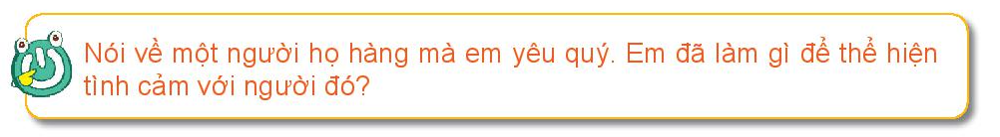 Nói về một người họ hàng mà em yêu quý. Em đã làm gì để thể hiện
tình cảm với người đó?